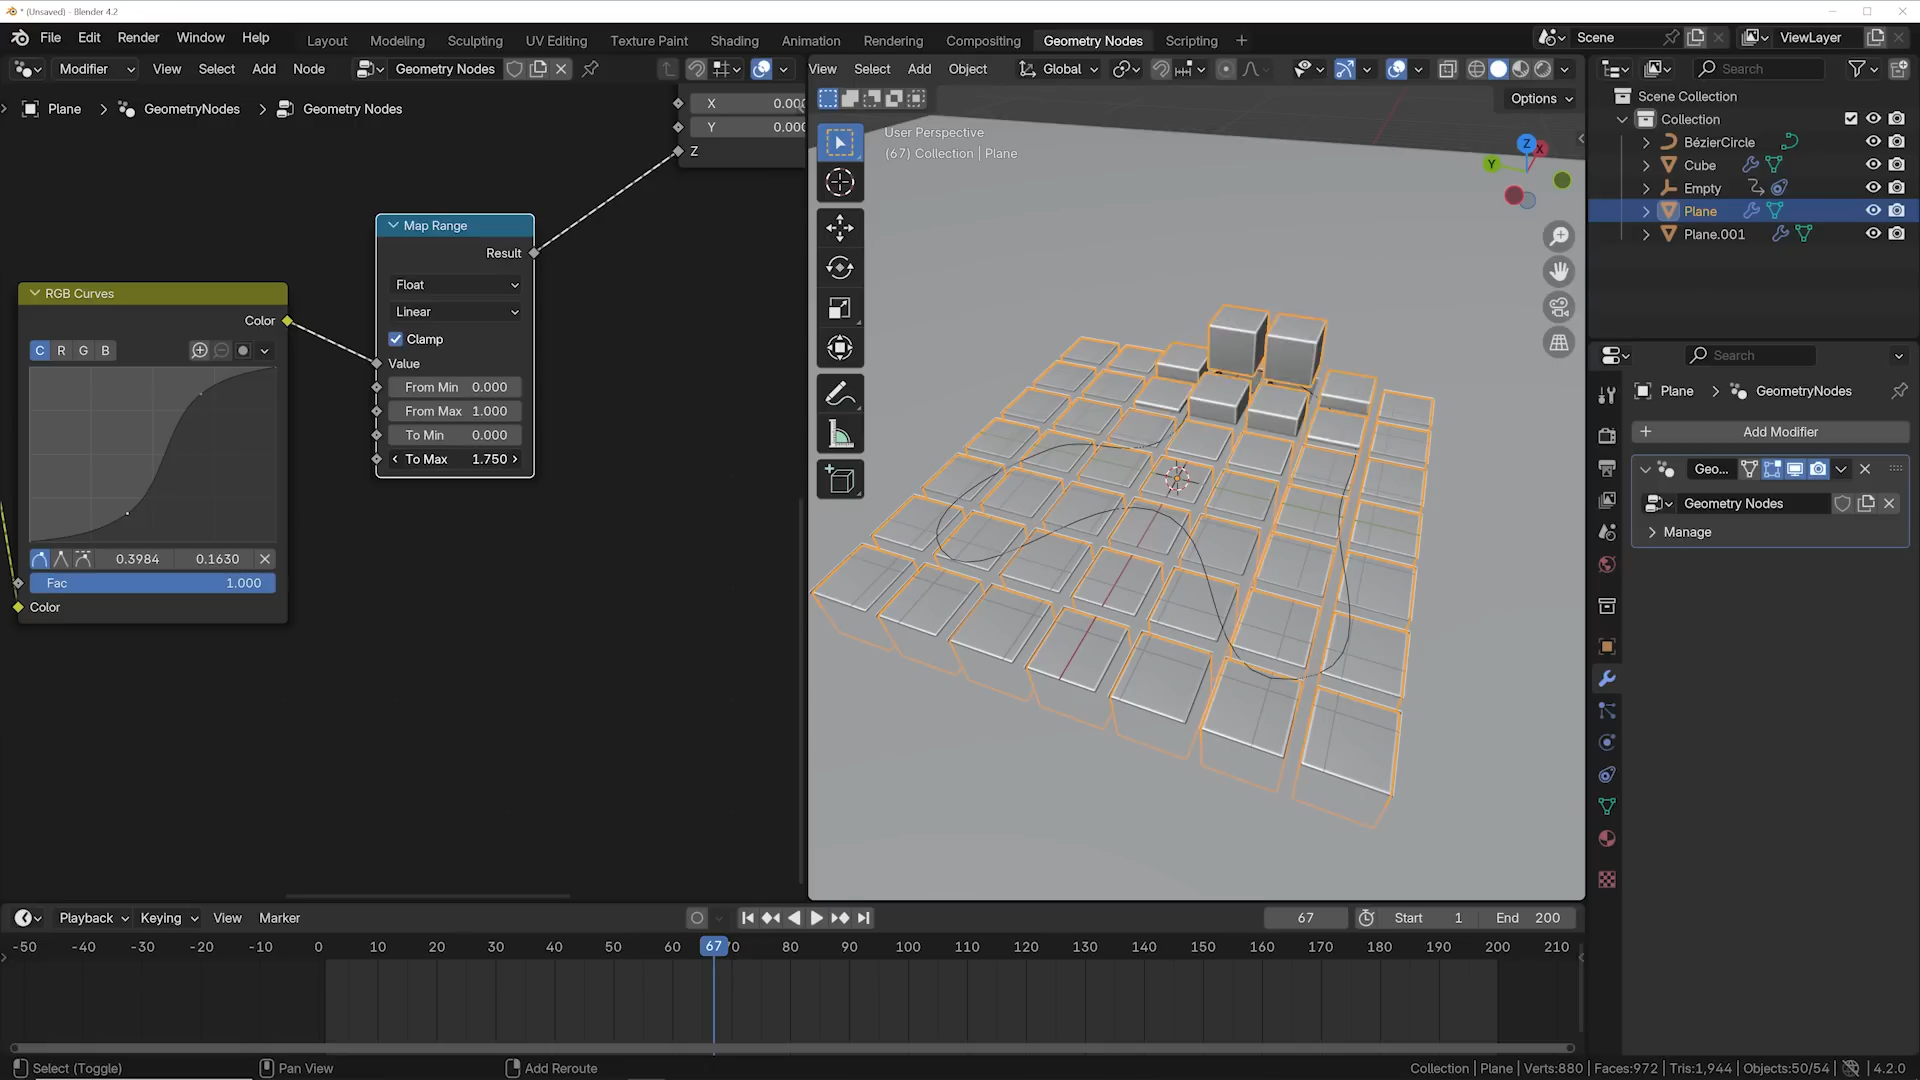 * (Unsaved) - Blender 4.2
File Edit Render Window Help
Layout Modeling Sculpting UV Editing Texture Paint Shading Animation Rendering Compositing Geometry Nodes Scripting +
Scene
ViewLayer
Modifier View Select Add Node Geometry Nodes
View Select Add Object Global
Search
Plane > GeometryNodes > Geometry Nodes
Options
X 0.000
Y 0.000
Z
User Perspective
(67) Collection | Plane
Z
X
Y
Scene Collection
Collection
BézierCircle
Cube
Empty
Plane
Plane.001
Map Range
Result
Float
Linear
Clamp
Value
From Min 0.000
From Max 1.000
To Min 0.000
To Max 1.750
RGB Curves
Color
C R G B
0.3984 0.1630
Fac 1.000
Color
Search
Plane > GeometryNodes
Add Modifier
Geo...
Geometry Nodes
Manage
Playback Keying View Marker
67 Start 1 End 200
-50 -40 -30 -20 -10 0 10 20 30 40 50 60 67 80 90 100 110 120 130 140 150 160 170 180 190 200 210
Select (Toggle) Pan View Add Reroute
Collection | Plane | Verts:880 | Faces:972 | Tris:1,944 | Objects:50/54 | 4.2.0